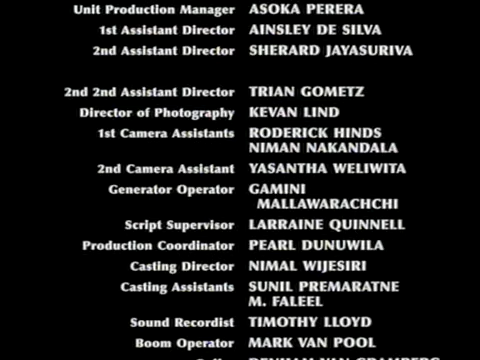 Unit Production Manager ASOKA PERERA
1st Assistant Director AINSLEY DE SILVA
2nd Assistant Director SHERARD JAYASURIVA
2nd 2nd Assistant Director TRIAN GOMETZ
Director of Photography KEVAN LIND
1st Camera Assistants RODERICK HINDS
NIMAN NAKANDALA
2nd Camera Assistant YASANTHA WELIWITA
Generator Operator GAMINI
MALLAWARACHCHI
Script Supervisor LARRAINE QUINNELL
Production Coordinator PEARL DUNUWILA
Casting Director NIMAL WIJESIRI
Casting Assistants SUNIL PREMARATNE
M. FALEEL
Sound Recordist TIMOTHY LLOYD
Boom Operator MARK VAN POOL